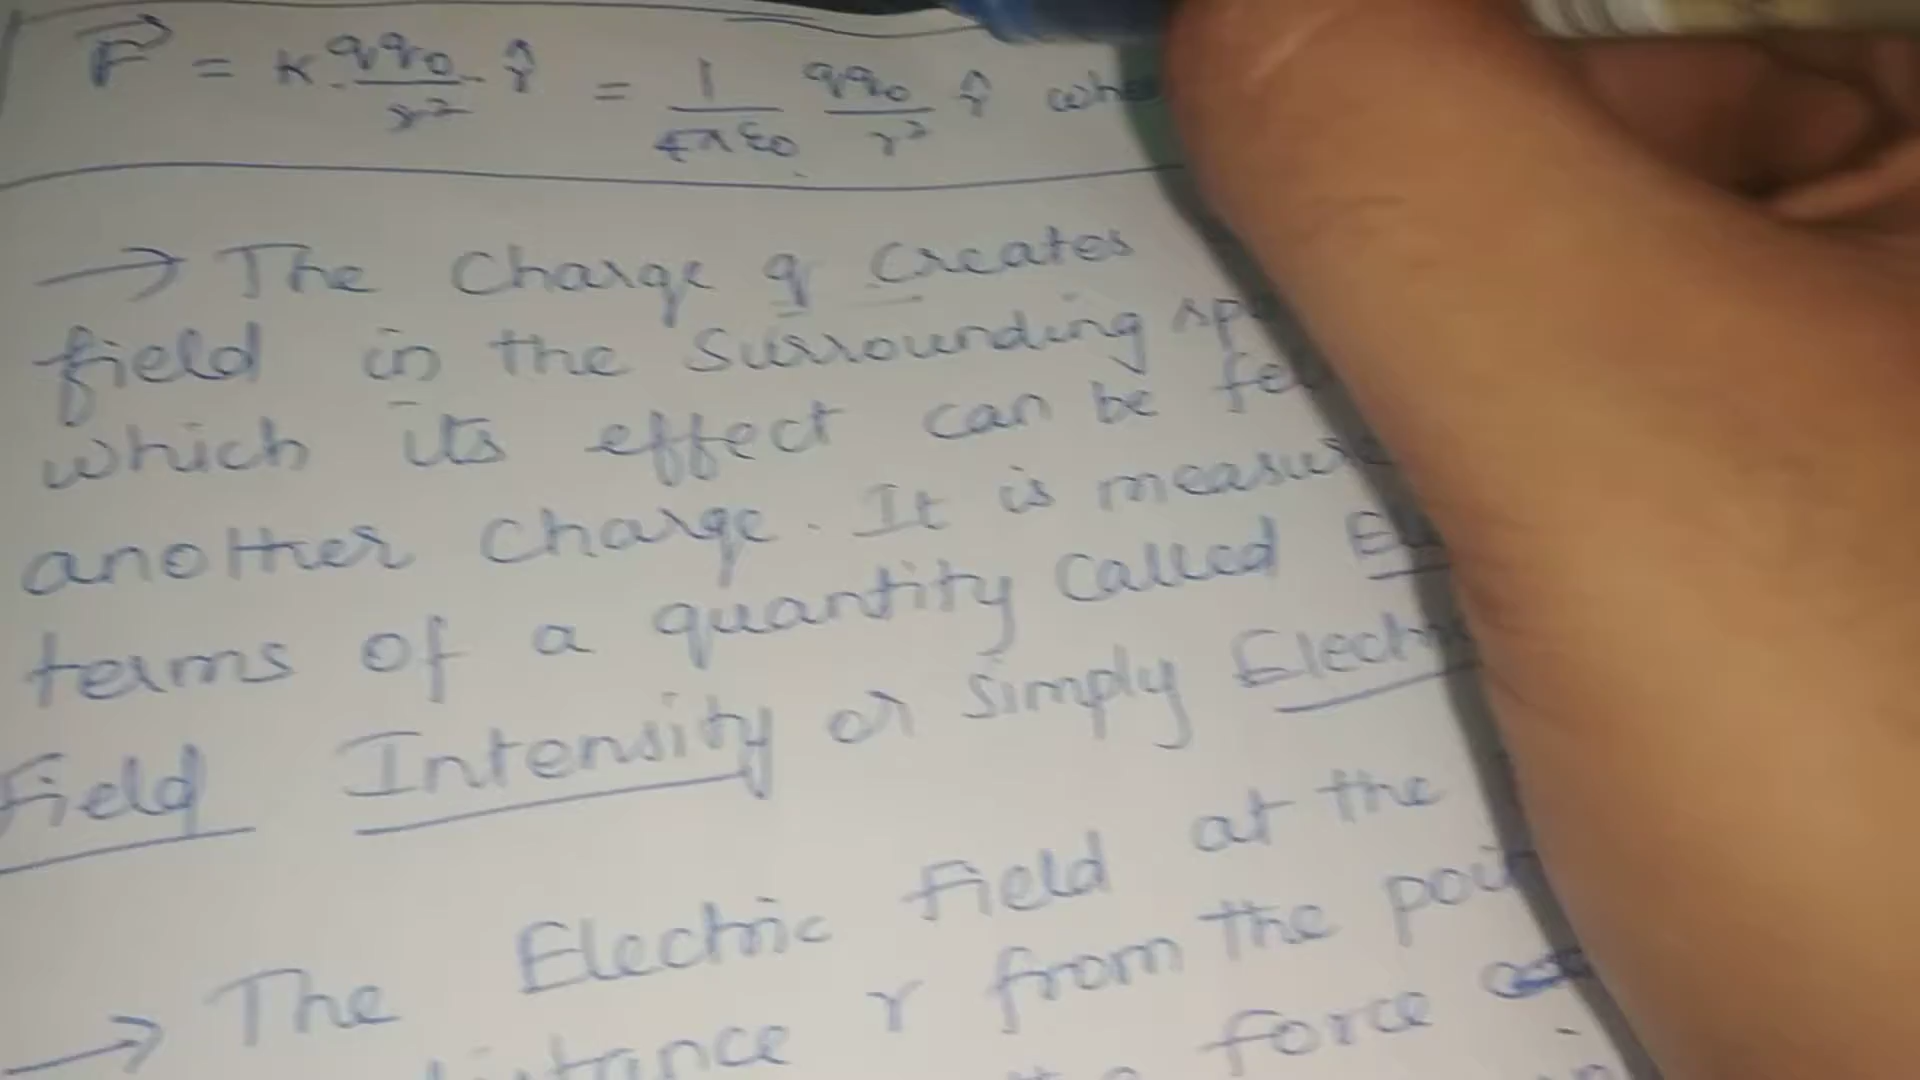 F⃗ = K qq₀/r² r̂ = 1/4πε₀ qq₀/r² r̂
→ The Charge q Creates
field in the Surrounding
which its effect can be
another Charge. It is
terms of a quantity Called
Field Intensity or Simply
→ The Electric Field at the
r from the
force